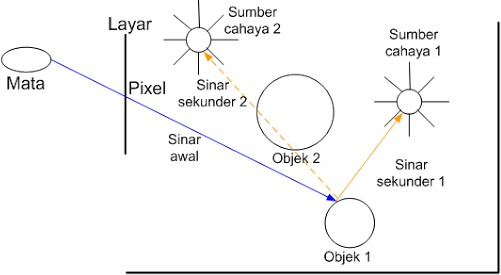 Layar
Sumber
cahaya 2
Sumber
cahaya 1
Mata
Pixel
Sinar
sekunder 2
Sinar
awal
Objek 2
Sinar
sekunder 1
Objek 1